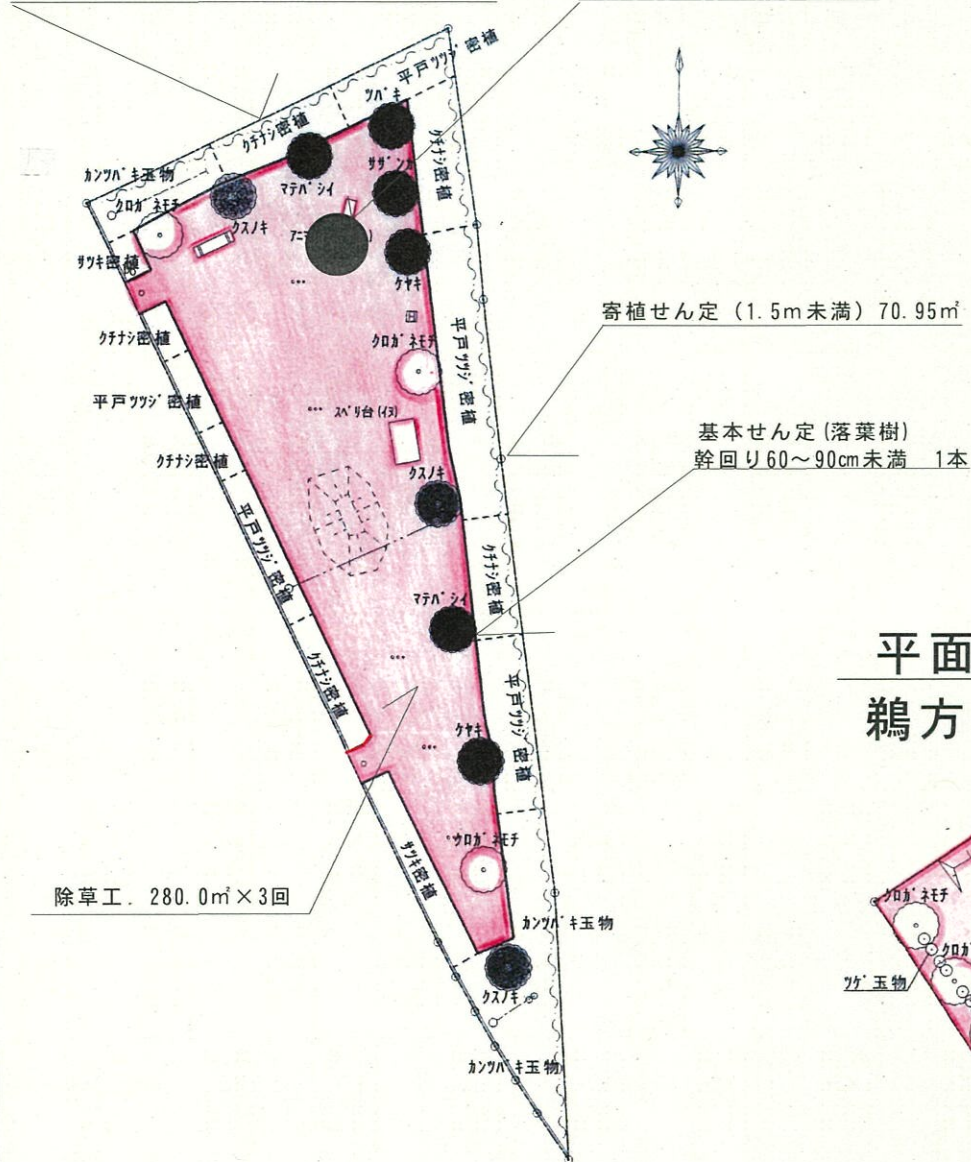 平戸ツツジ密植
ツバキ
クチナシ密植
クチナシ密植
カンツバキ玉物
マテバシイ
サザンカ
クロガネモチ
クスノキ
サツキ密植
ケヤキ
寄植せん定（1.5m未満）70.95㎡
クチナシ密植
クロガネモチ
平戸ツツジ密植
平戸ツツジ密植
スベリ台(イヌ)
基本せん定(落葉樹)
幹回り60～90cm未満　1本
クチナシ密植
クスノキ
平戸ツツジ密植
クチナシ密植
マテバシイ
クチナシ密植
平戸ツツジ密植
平面
鵜方
ケヤキ
クロガネモチ
サツキ密植
除草工. 280.0㎡×3回
カンツバキ玉物
クスノキ
カンツバキ玉物
クロガネモチ
クロガ
ツゲ玉物